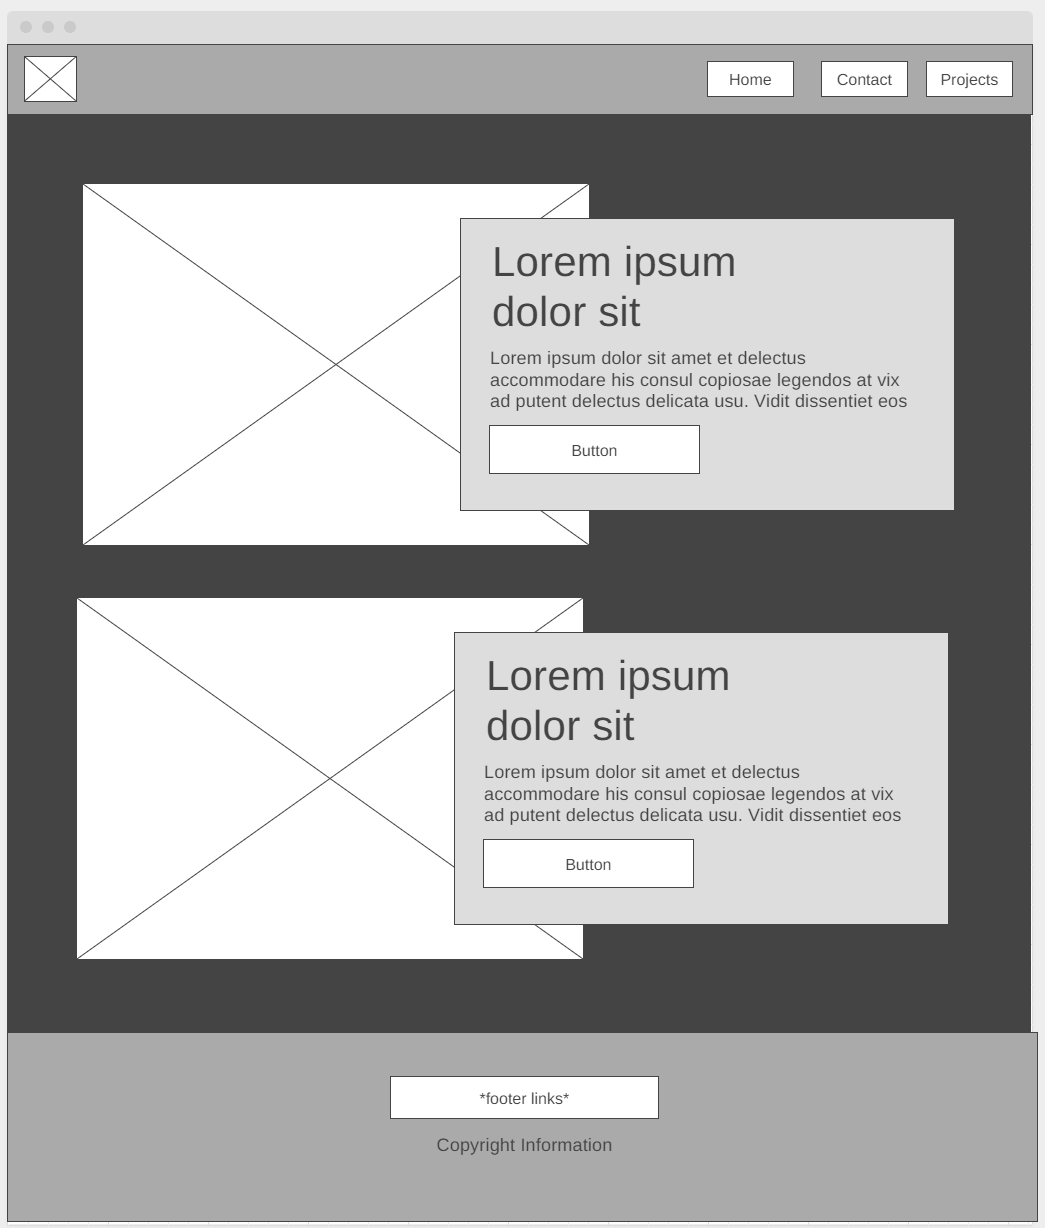 Home
Contact
Projects
Lorem ipsum
dolor sit
Lorem ipsum dolor sit amet et delectus
accommodare his consul copiosae legendos at vix
ad putent delectus delicata usu. Vidit dissentiet eos
Button
Lorem ipsum
dolor sit
Lorem ipsum dolor sit amet et delectus
accommodare his consul copiosae legendos at vix
ad putent delectus delicata usu. Vidit dissentiet eos
Button
*footer links*
Copyright Information